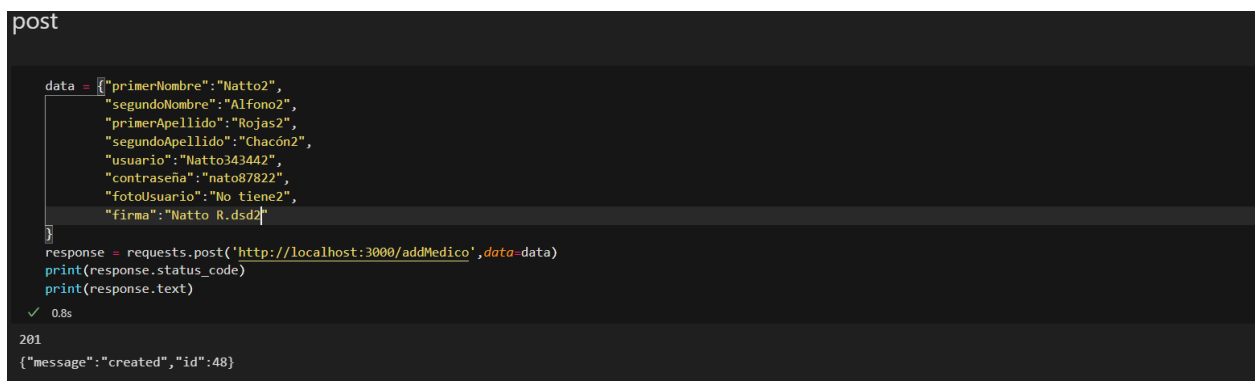 post
data = {"primerNombre":"Natto2",
"segundoNombre":"Alfono2",
"primerApellido":"Rojas2",
"segundoApellido":"Chacón2",
"usuario":"Natto343442",
"contraseña":"nato87822",
"fotoUsuario":"No tiene2",
"firma":"Natto R.dsd2"
}
response = requests.post('http://localhost:3000/addMedico',data=data)
print(response.status_code)
print(response.text)
✓ 0.8s
201
{"message":"created","id":48}